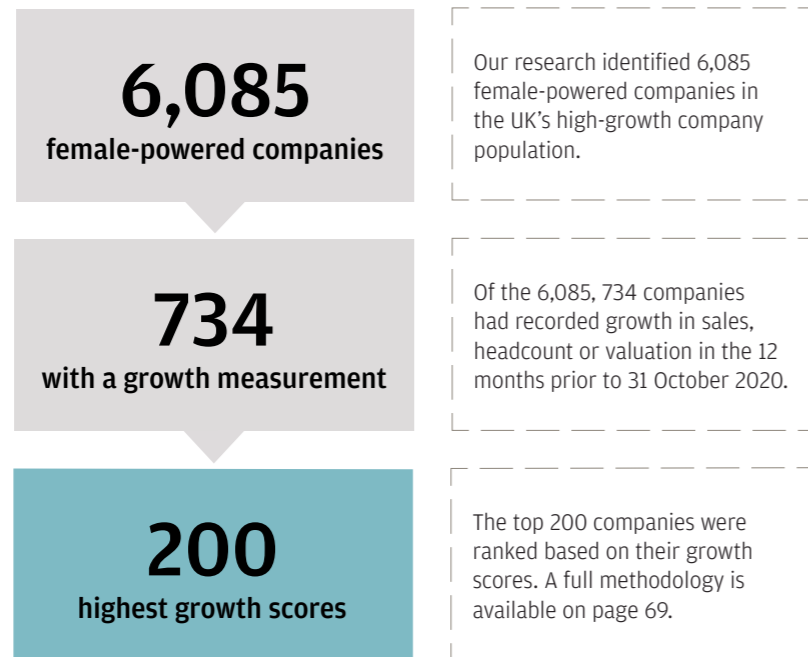 6,085
female-powered companies
Our research identified 6,085
female-powered companies in
the UK's high-growth company
population.
734
with a growth measurement
Of the 6,085, 734 companies
had recorded growth in sales,
headcount or valuation in the 12
months prior to 31 October 2020.
200
highest growth scores
The top 200 companies were
ranked based on their growth
scores. A full methodology is
available on page 69.